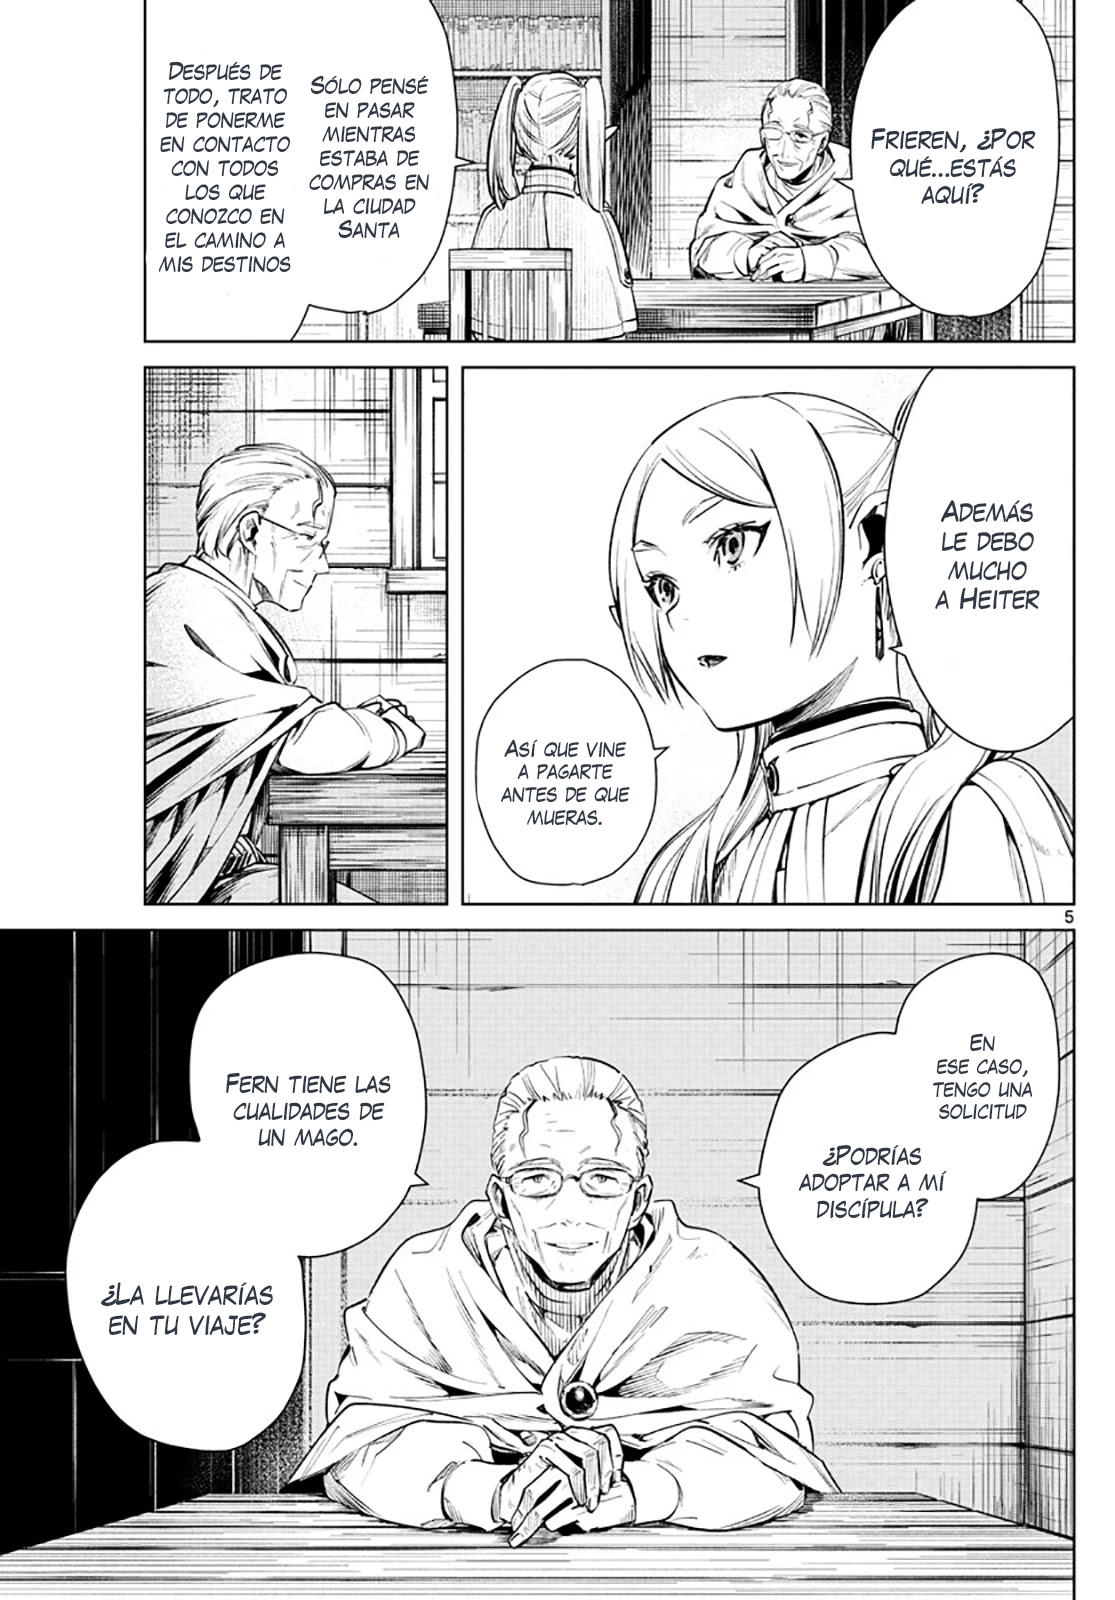 FRIEREN, ¿POR
QUÉ...ESTÁS
AQUÍ?
SÓLO PENSÉ
EN PASAR
MIENTRAS
ESTABA DE
COMPRAS EN
LA CIUDAD
SANTA
DESPUÉS DE
TODO, TRATO
DE PONERME
EN CONTACTO
CON TODOS
LOS QUE
CONOZCO EN
EL CAMINO A
MIS DESTINOS
ADEMÁS
LE DEBO
MUCHO
A HEITER
ASÍ QUE VINE
A PAGARTE
ANTES DE QUE
MUERAS.
5
EN
ESE CASO,
TENGO UNA
SOLICITUD
¿PODRÍAS
ADOPTAR A MÍ
DISCÍPULA?
FERN TIENE LAS
CUALIDADES DE
UN MAGO.
¿LA LLEVARÍAS
EN TU VIAJE?